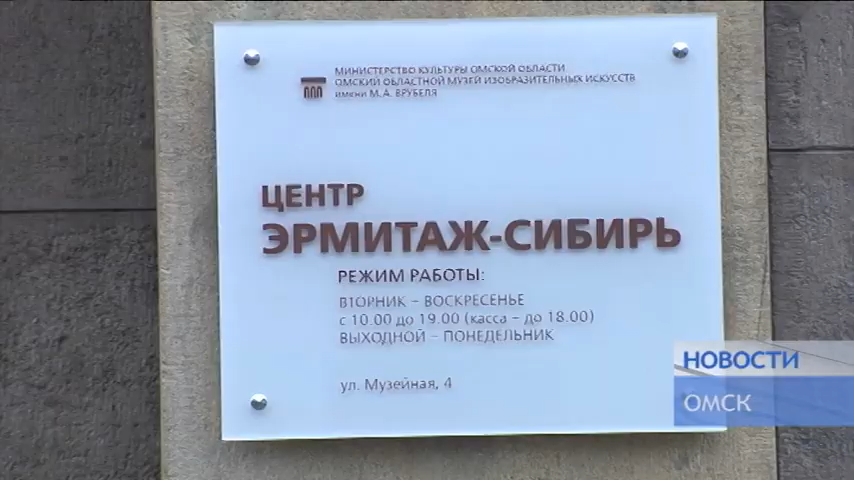 МИНИСТЕРСТВО КУЛЬТУРЫ ОМСКОЙ ОБЛАСТИ
ОМСКИЙ ОБЛАСТНОЙ МУЗЕЙ ИЗОБРАЗИТЕЛЬНЫХ ИСКУССТВ
ИМЕНИ М.А. ВРУБЕЛЯ
ЦЕНТР
ЭРМИТАЖ-СИБИРЬ
РЕЖИМ РАБОТЫ:
ВТОРНИК – ВОСКРЕСЕНЬЕ
с 10.00 до 19.00 (касса – до 18.00)
ВЫХОДНОЙ – ПОНЕДЕЛЬНИК
ул. Музейная, 4
НОВОСТИ
ОМСК